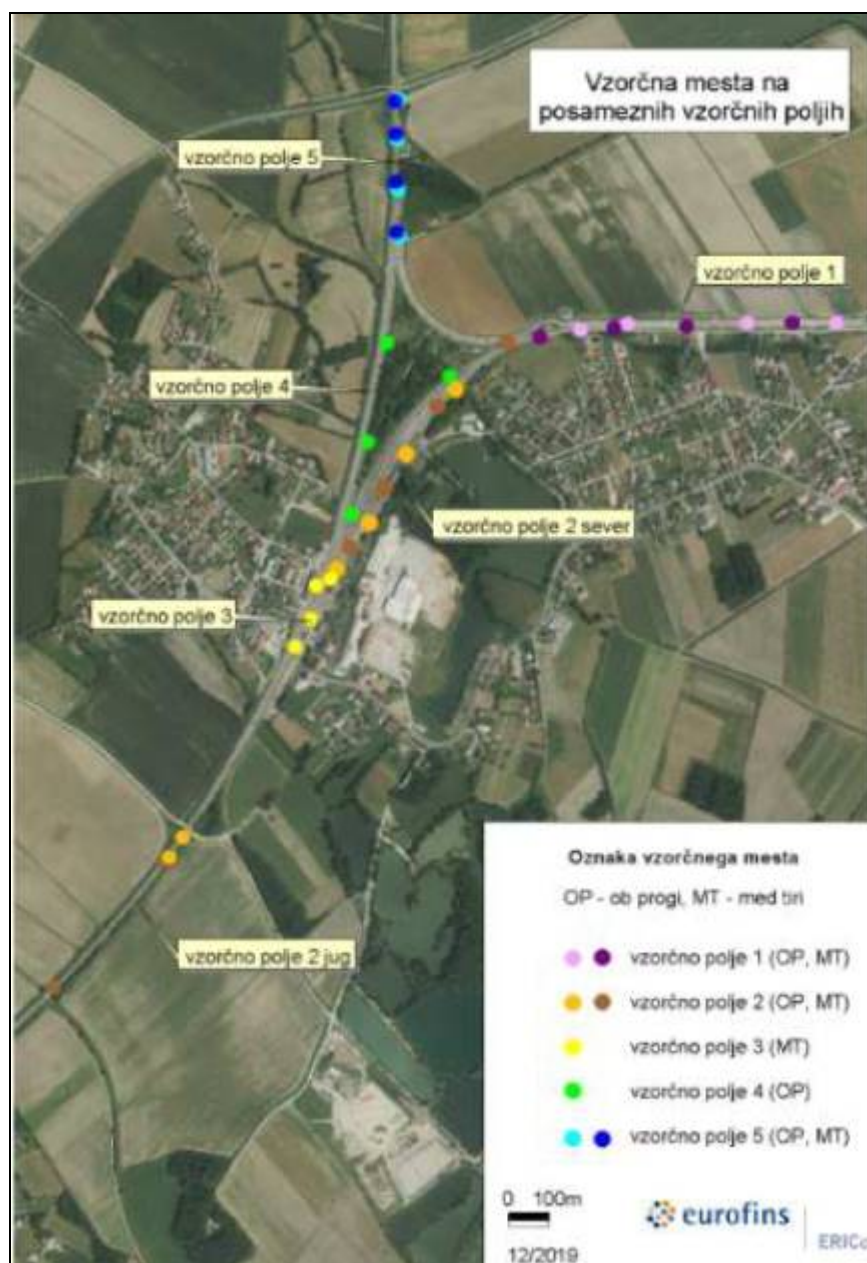 Vzorčna mesta na
posameznih vzorčnih poljih
vzorčno polje 5
vzorčno polje 1
vzorčno polje 4
vzorčno polje 2 sever
vzorčno polje 3
vzorčno polje 2 jug
Oznaka vzorčnega mesta
OP - ob progi, MT - med tiri
vzorčno polje 1 (OP, MT)
vzorčno polje 2 (OP, MT)
vzorčno polje 3 (MT)
vzorčno polje 4 (OP)
vzorčno polje 5 (OP, MT)
0 100m
12/2019
eurofins
ERICo